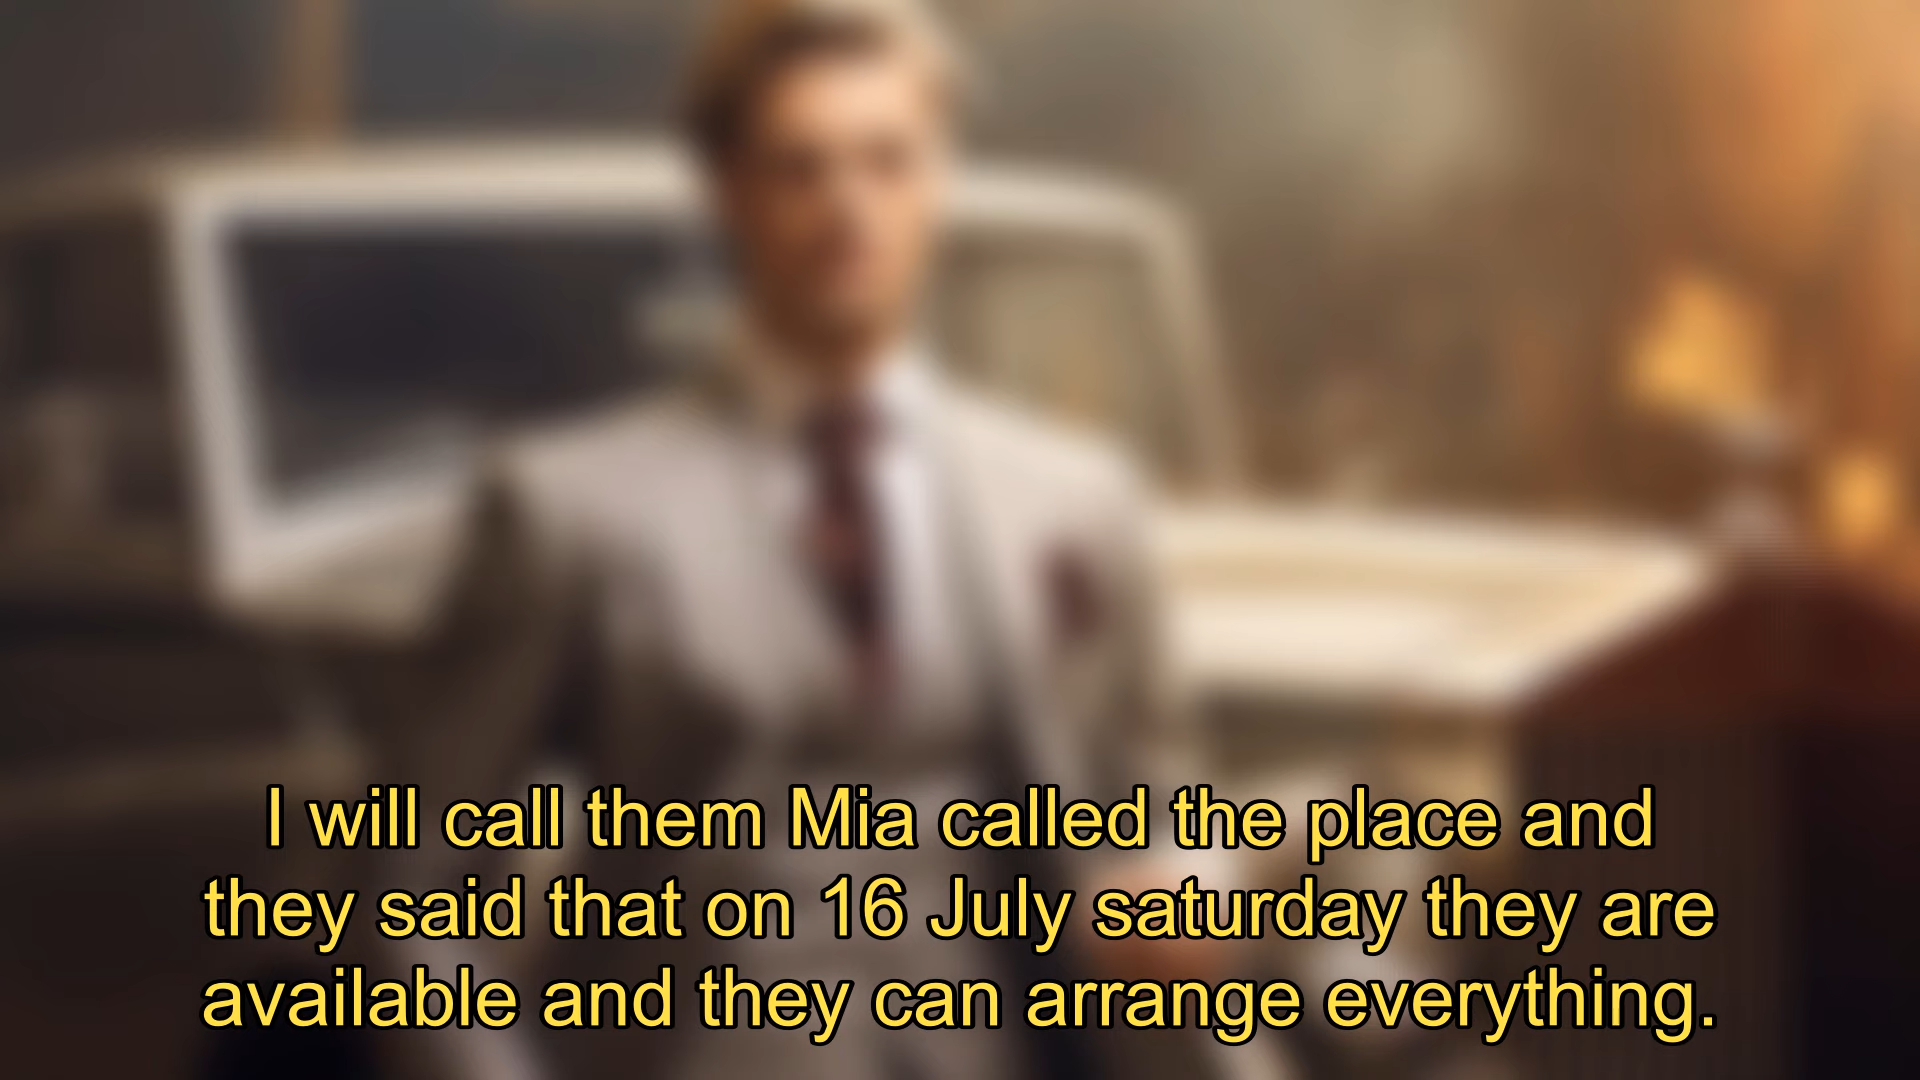 I will call them Mia called the place and
they said that on 16 July saturday they are
available and they can arrange everything.